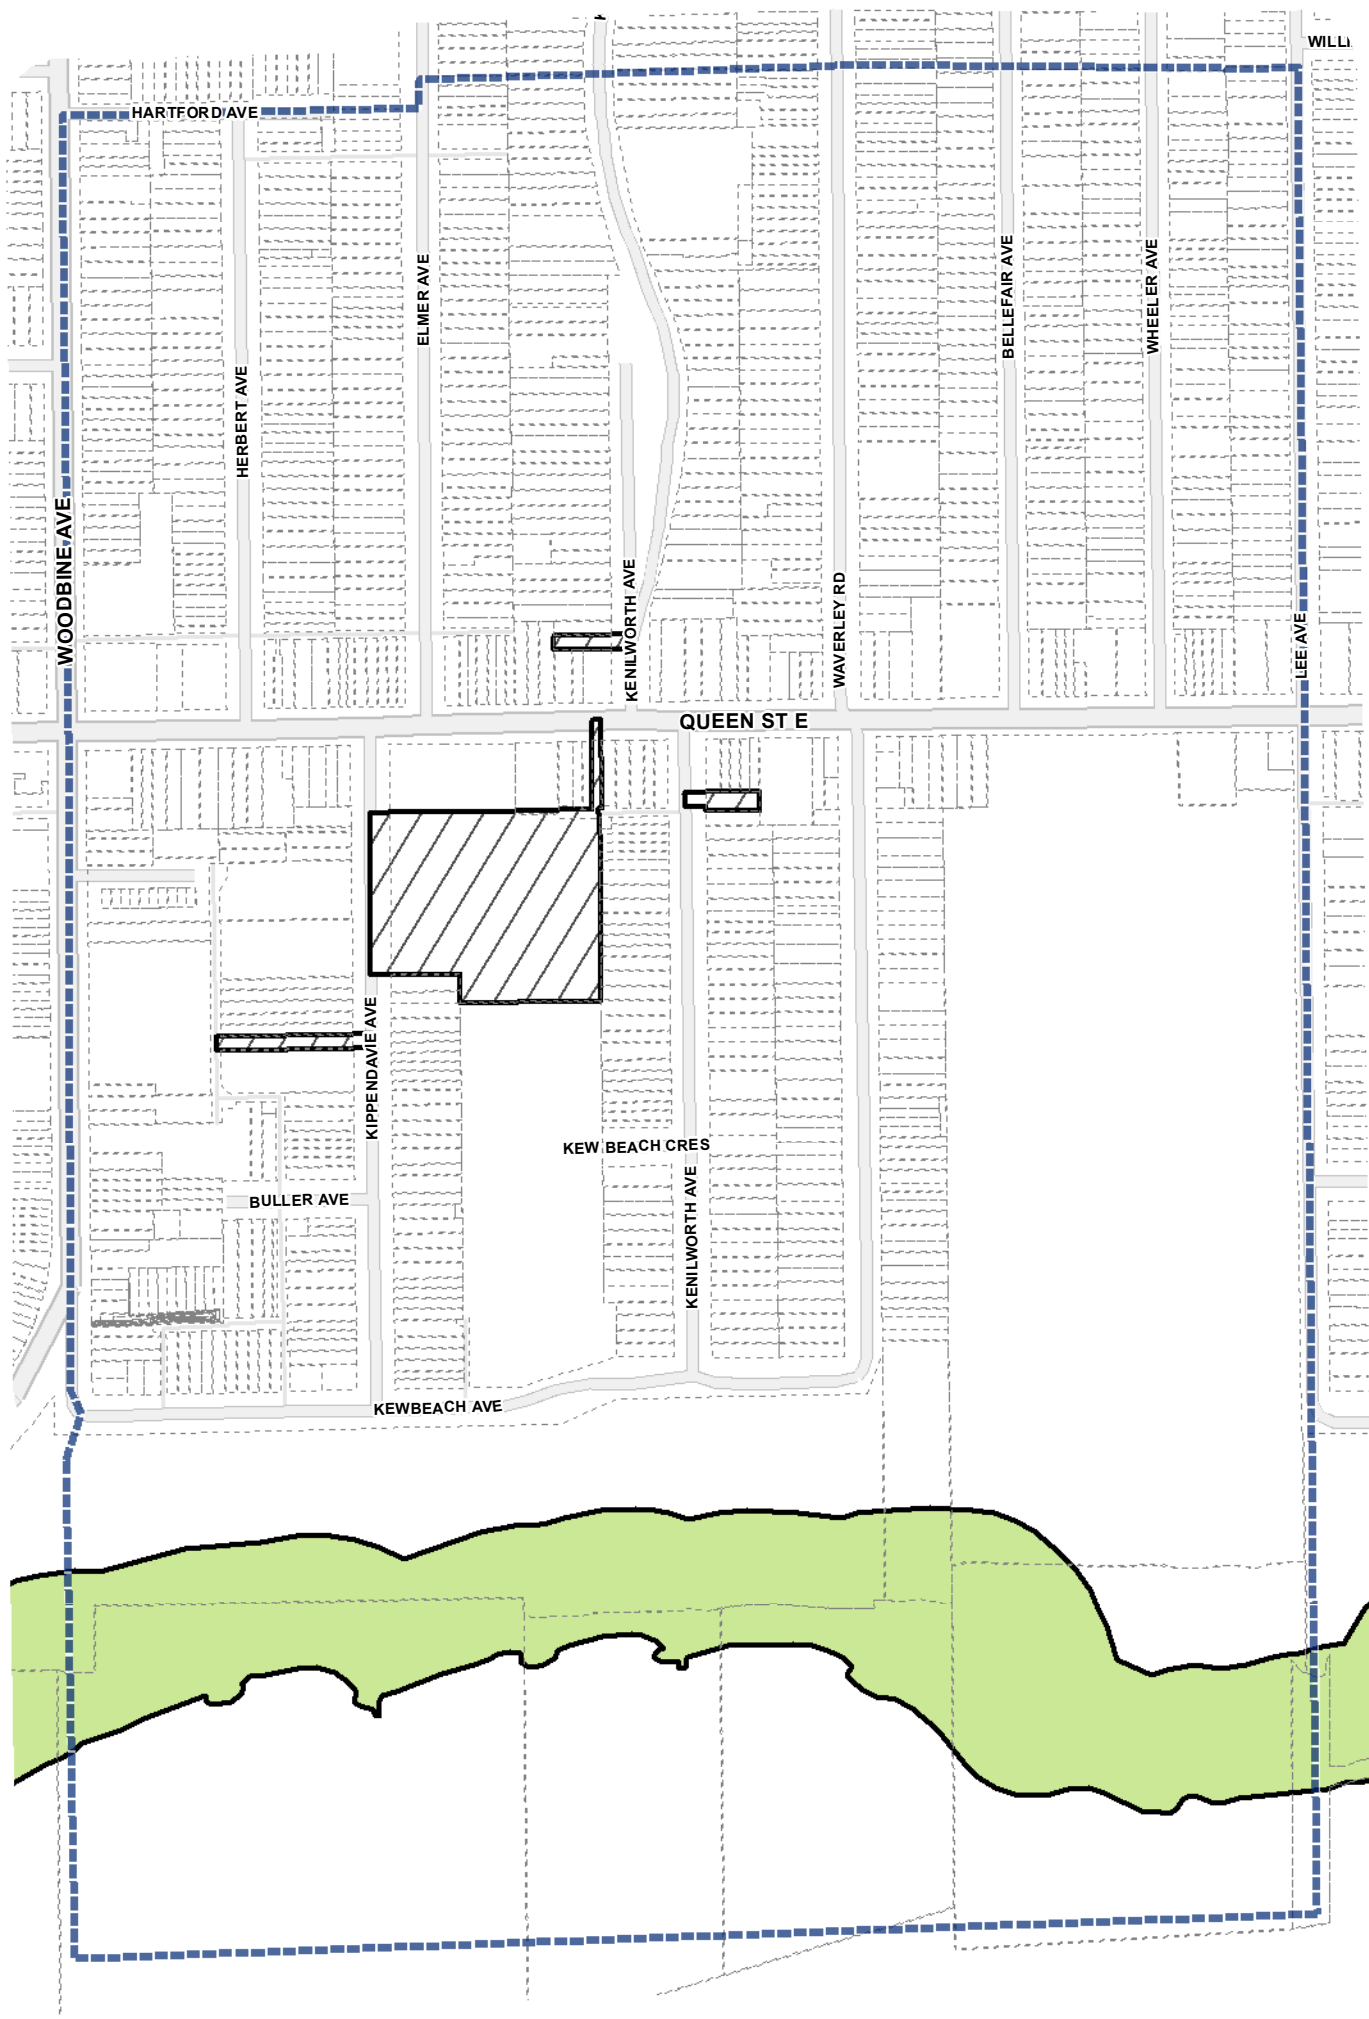 WILLI
HARTFORD AVE
ELMER AVE
BELLEFAIR AVE
WHEELER AVE
HERBERT AVE
WOODBINE AVE
KENILWORTH AVE
WAVERLEY RD
LEE AVE
QUEEN ST E
KIPPENDAVIE AVE
KEW BEACH CRES
KENILWORTH AVE
BULLER AVE
KEWBEACH AVE